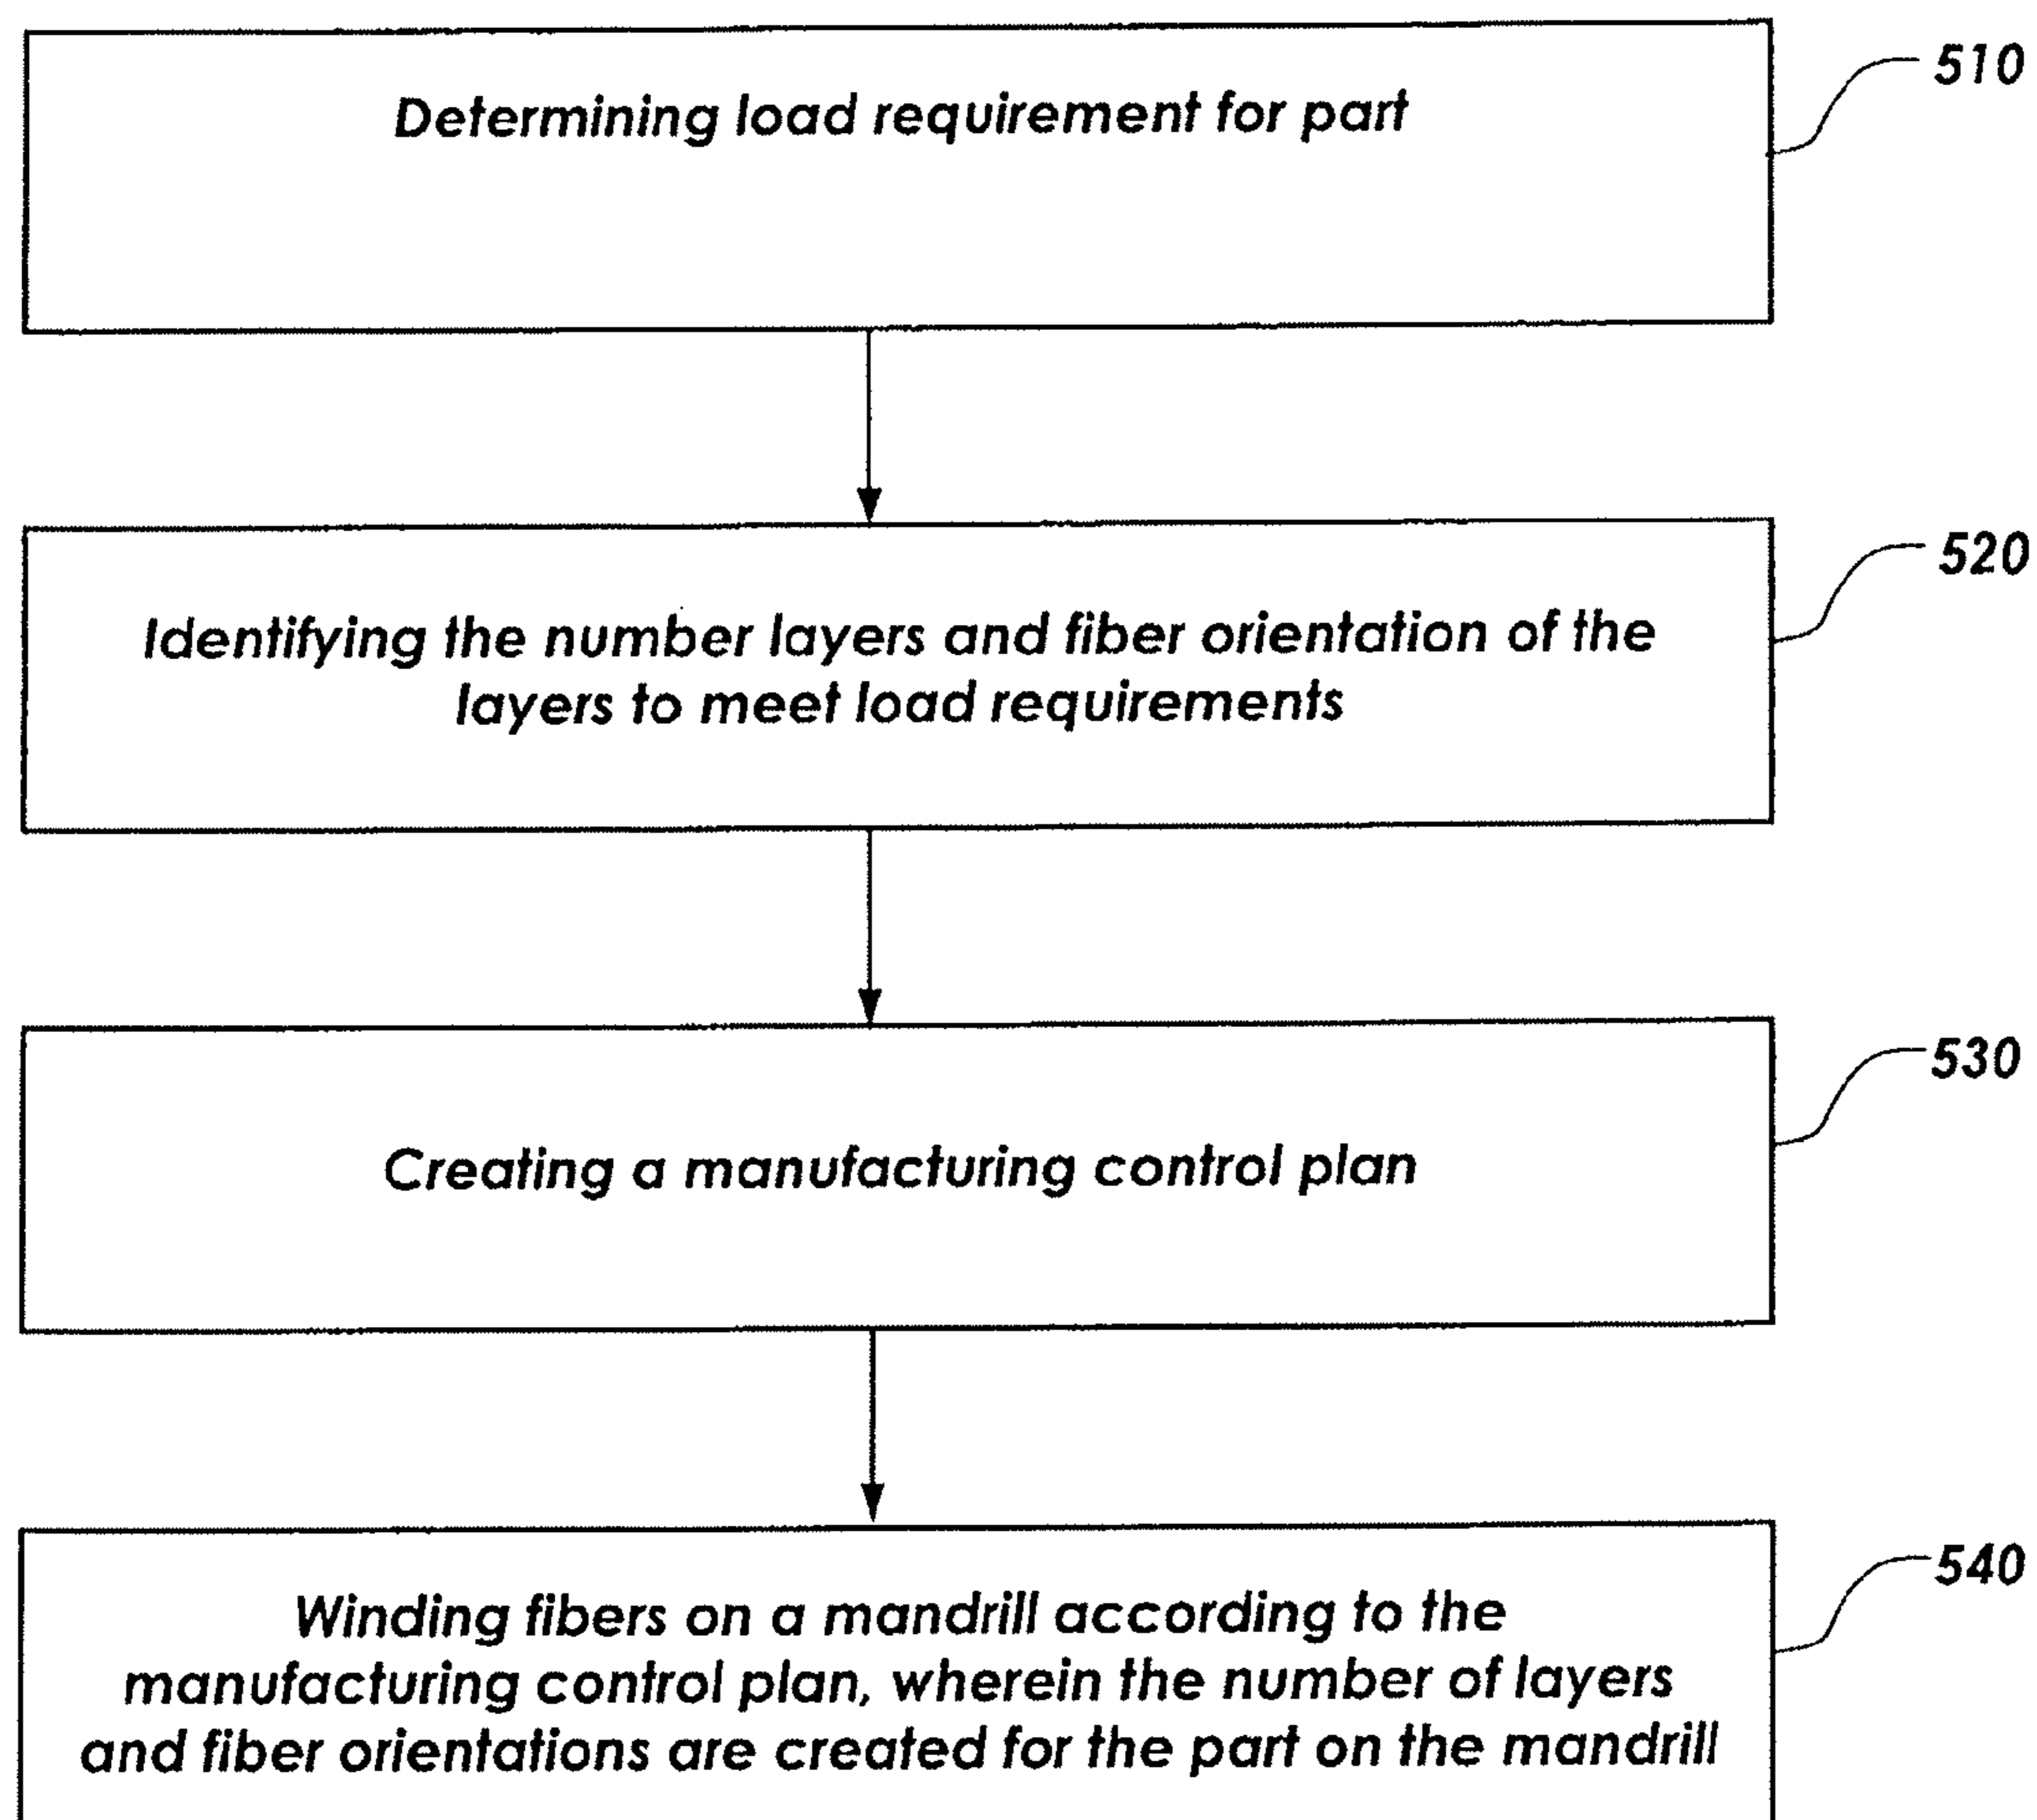 Determining load requirement for part
510
Identifying the number layers and fiber orientation of the
layers to meet load requirements
520
Creating a manufacturing control plan
530
Winding fibers on a mandrill according to the
manufacturing control plan, wherein the number of layers
and fiber orientations are created for the part on the mandrill
540